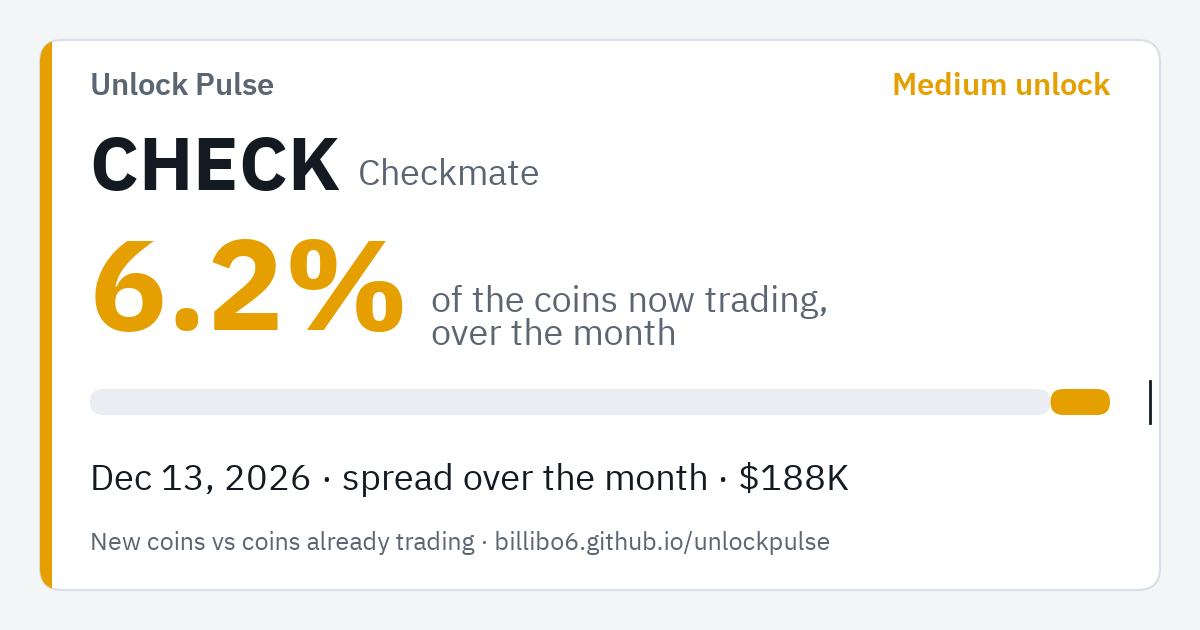 Unlock Pulse
Medium unlock
CHECK Checkmate
6.2% of the coins now trading,
over the month
Dec 13, 2026 · spread over the month · $188K
New coins vs coins already trading · billibo6.github.io/unlockpulse